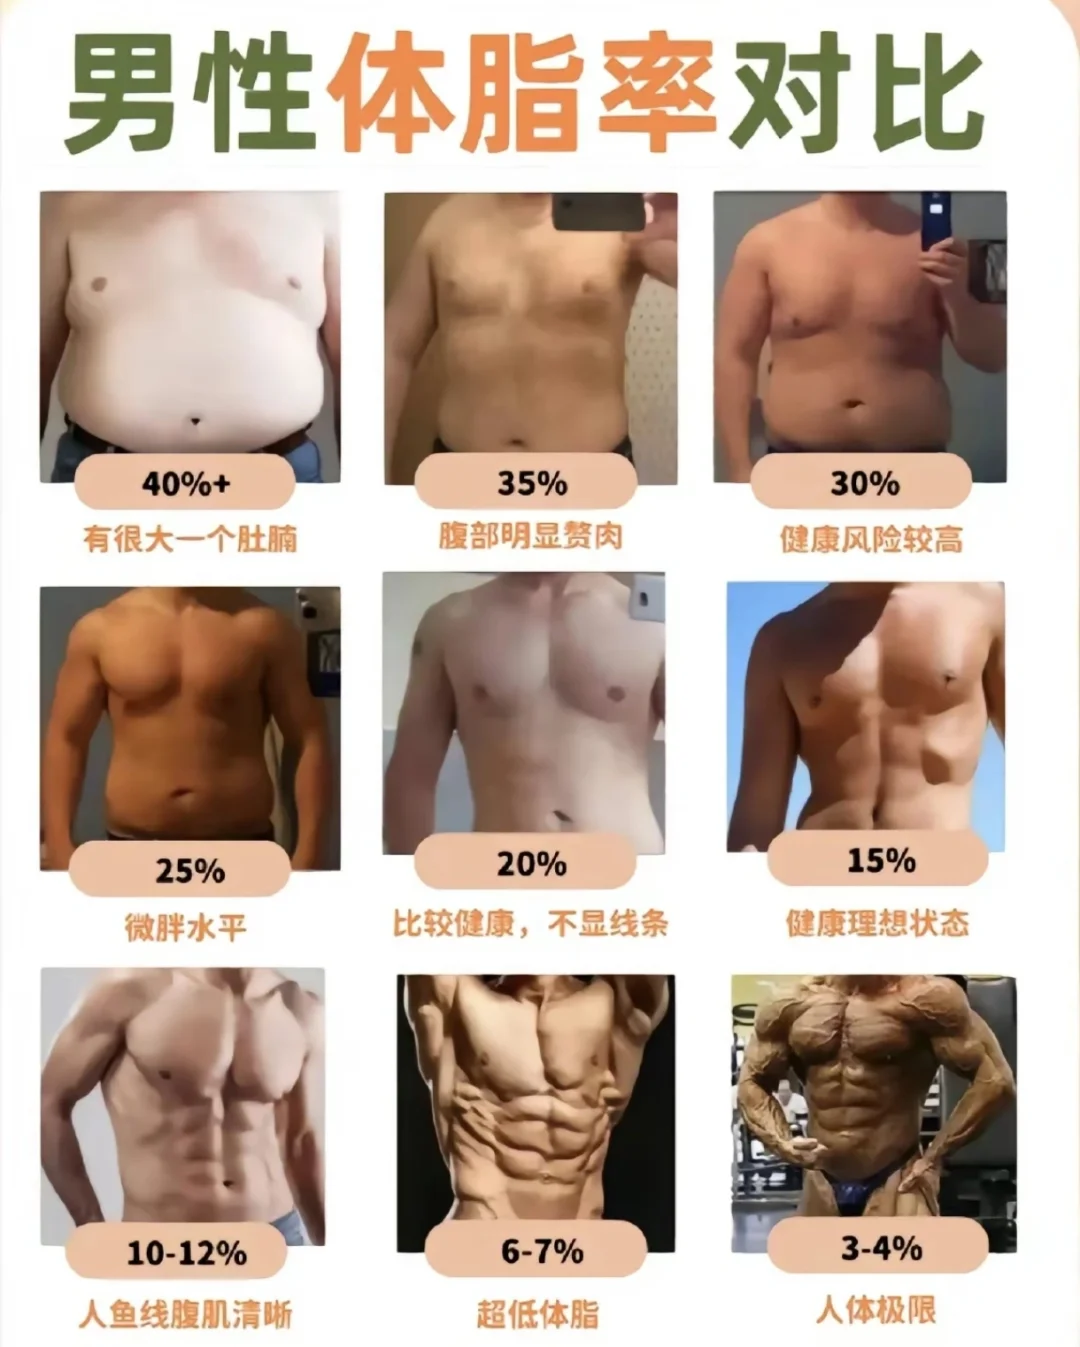 男性体脂率对比
40%+
35%
30%
有很大一个肚腩
腹部明显赘肉
健康风险较高
25%
20%
15%
微胖水平
比较健康，不显线条
健康理想状态
10-12%
6-7%
3-4%
人鱼线腹肌清晰
超低体脂
人体极限